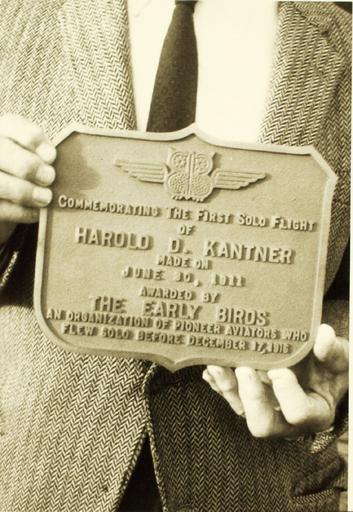 COMMEMORATING THE FIRST SOLO FLIGHT
OF
HAROLD D. KANTNER
MADE ON
JUNE 30, 1911
AWARDED BY
THE EARLY BIRDS
AN ORGANIZATION OF PIONEER AVIATORS WHO
FLEW SOLO BEFORE DECEMBER 17, 1916